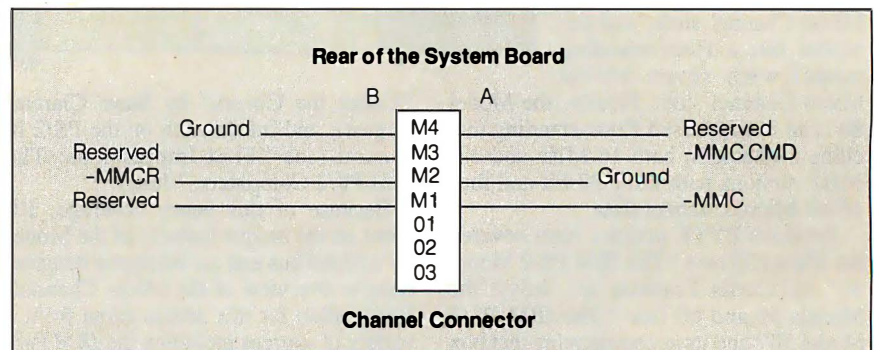 Rear of the System Board
B A
Ground M4 Reserved
Reserved M3 -MMC CMD
-MMCR M2 Ground
Reserved M1 -MMC
01
02
03
Channel Connector